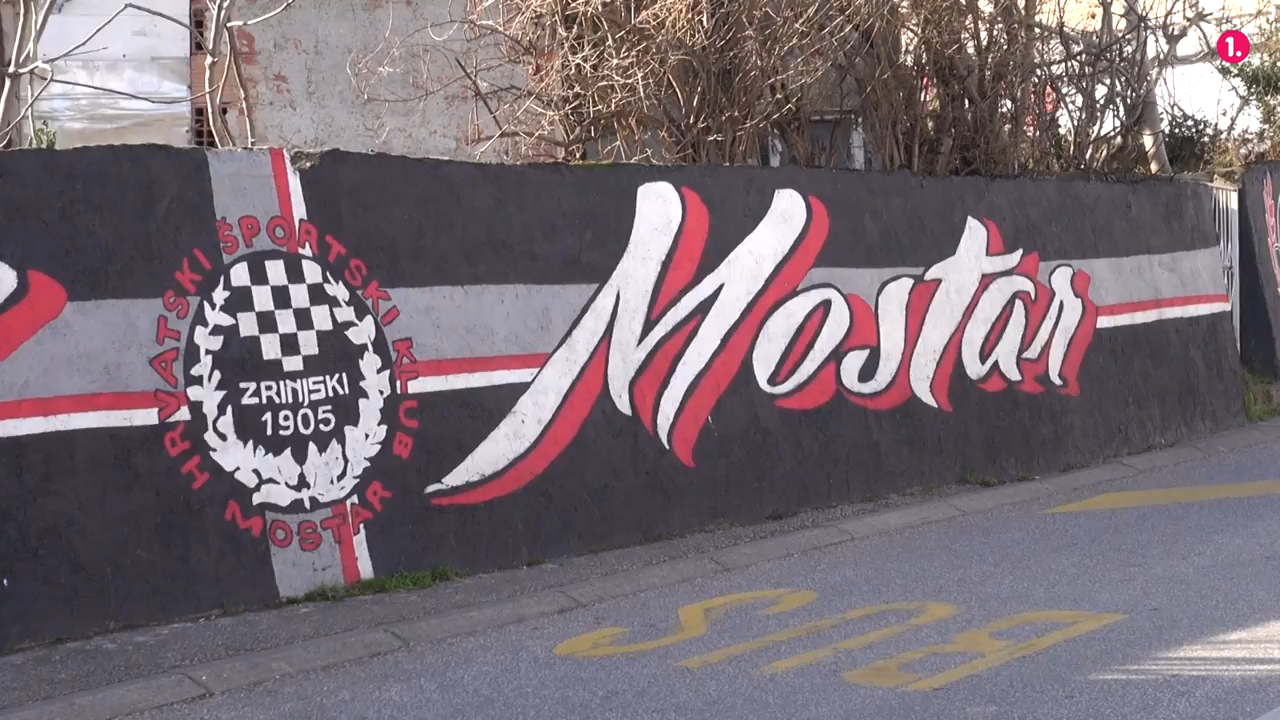 1.
HRVATSKI ŠPORTSKI KLUB
ZRINJSKI
1905
MOSTAR
Mostar
BUS